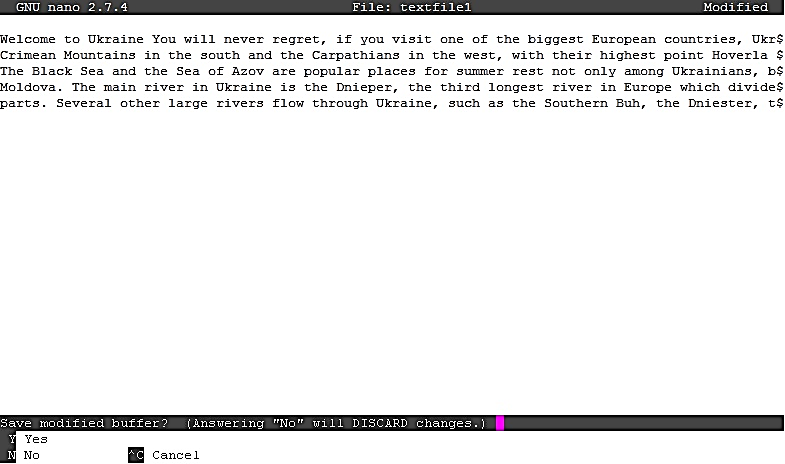 GNU nano 2.7.4 File: textfile1 Modified
Welcome to Ukraine You will never regret, if you visit one of the biggest European countries, Ukr$
Crimean Mountains in the south and the Carpathians in the west, with their highest point Hoverla $
The Black Sea and the Sea of Azov are popular places for summer rest not only among Ukrainians, b$
Moldova. The main river in Ukraine is the Dnieper, the third longest river in Europe which divide$
parts. Several other large rivers flow through Ukraine, such as the Southern Buh, the Dniester, t$
Save modified buffer? (Answering "No" will DISCARD changes.)
Y Yes
N No ^C Cancel